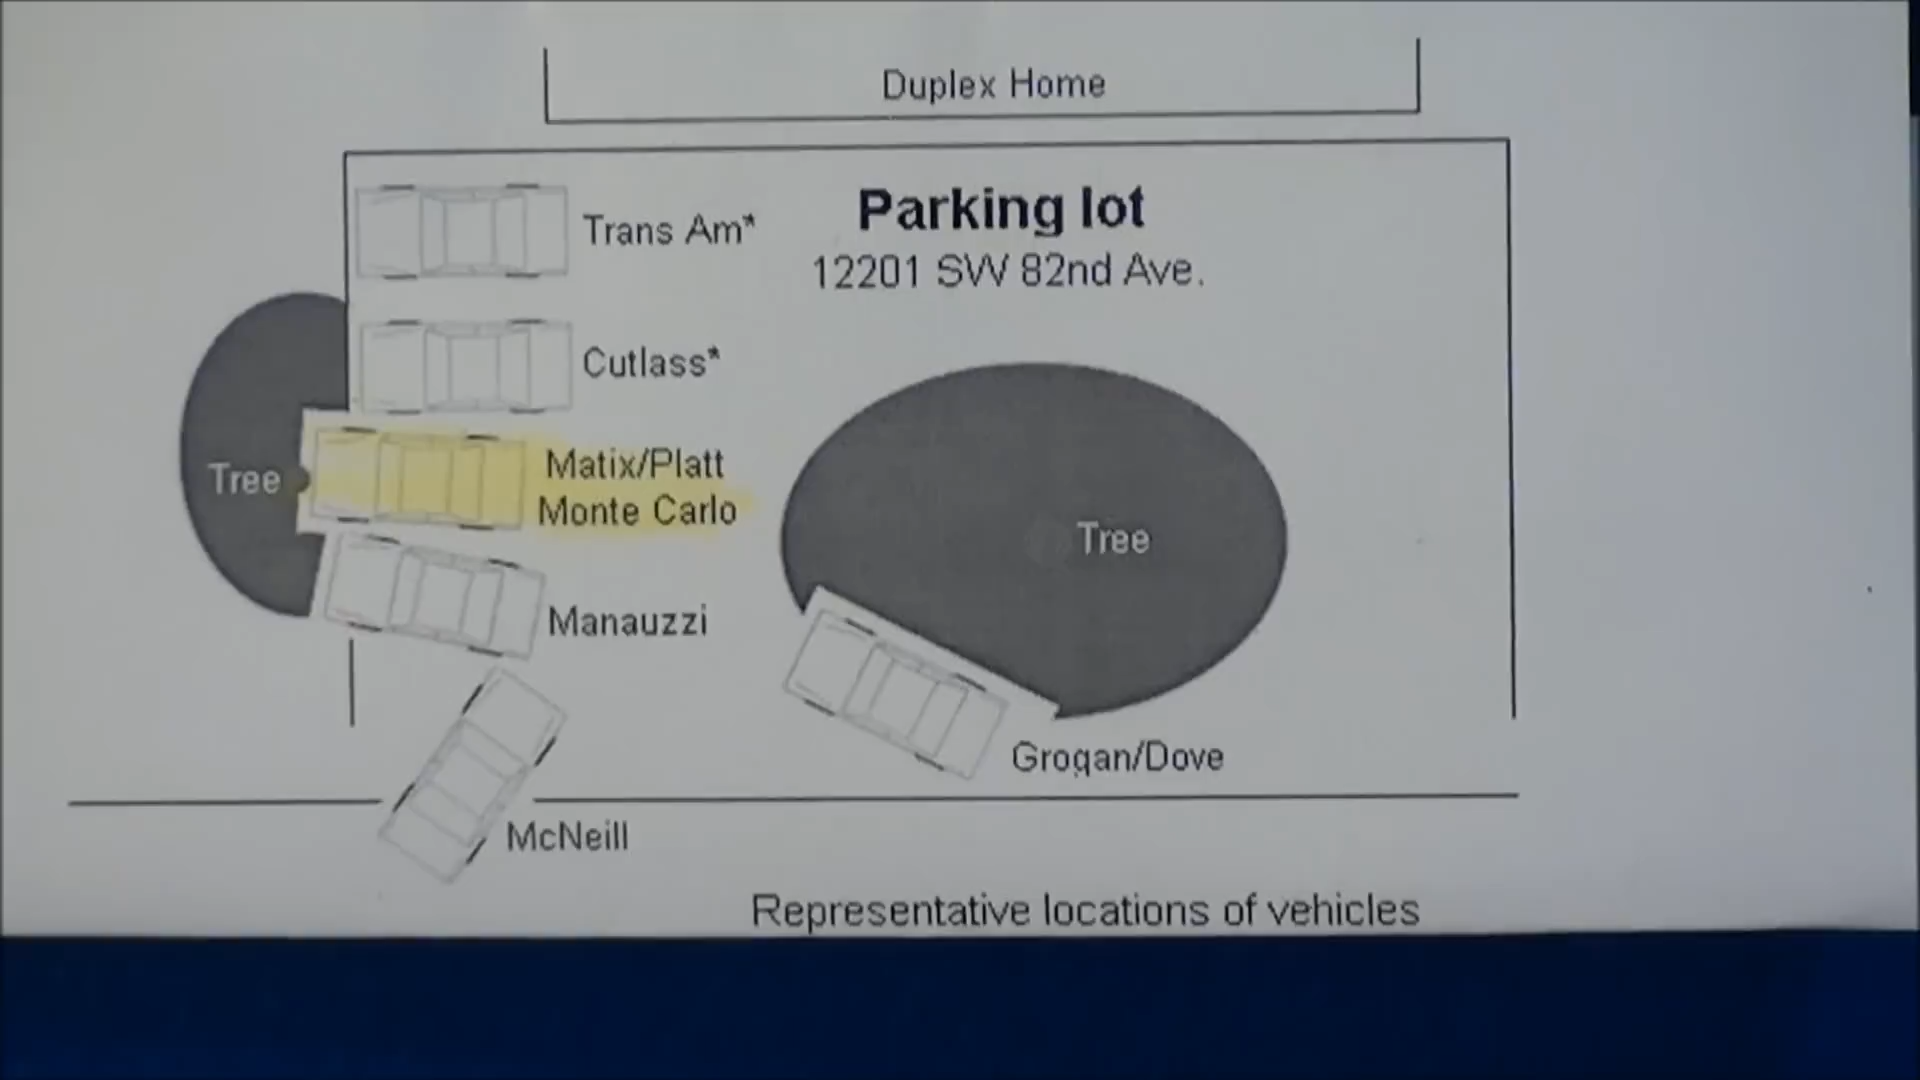 Duplex Home
Parking lot
12201 SW 82nd Ave.
Trans Am*
Cutlass*
Tree
Matix/Platt
Monte Carlo
Tree
Manauzzi
Grogan/Dove
McNeill
Representative locations of vehicles